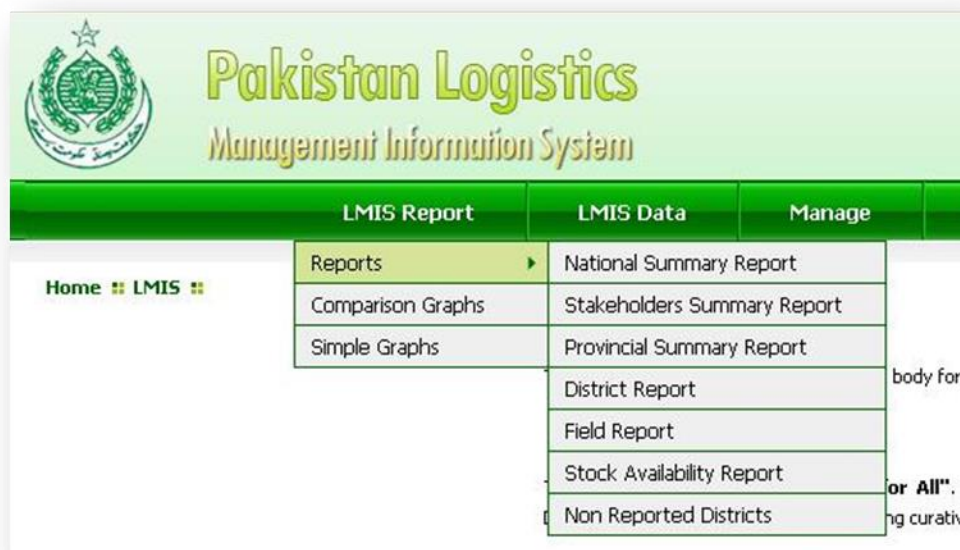 Pakistan Logistics
Management Information System
LMIS Report LMIS Data Manage
Home LMIS
Reports
Comparison Graphs
Simple Graphs
National Summary Report
Stakeholders Summary Report
Provincial Summary Report
District Report
Field Report
Stock Availability Report
Non Reported Districts
body for
or All".
ng curativ